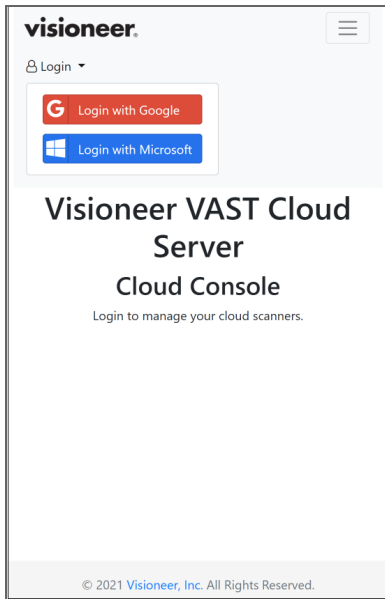 visioneer.
Login
G Login with Google
Login with Microsoft
Visioneer VAST Cloud
Server
Cloud Console
Login to manage your cloud scanners.
© 2021 Visioneer, Inc. All Rights Reserved.